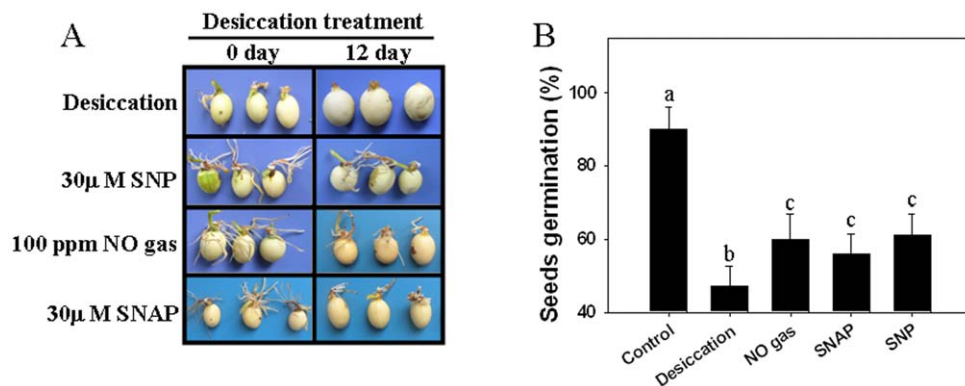 A
Desiccation treatment
0 day 12 day
Desiccation
30μ M SNP
100 ppm NO gas
30μ M SNAP
B
Seeds germination (%)
100
80
60
40
a
b
c
c
c
Control
Desiccation
NO gas
SNAP
SNP